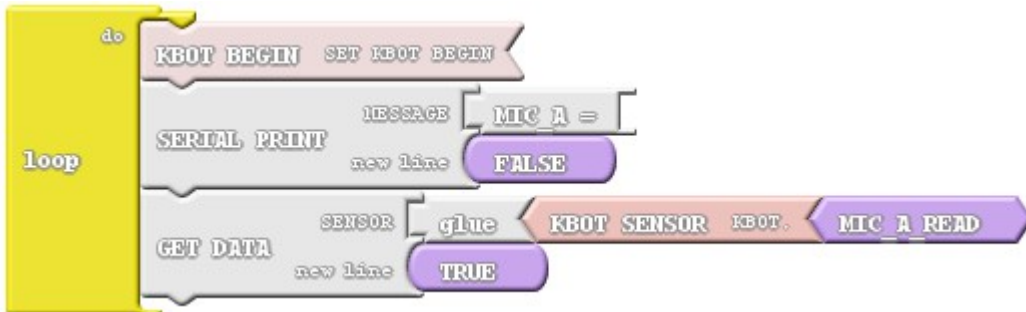 do
KBOT BEGIN SET KBOT BEGIN
MESSAGE MIC_A =
SERIAL PRINT
new line FALSE
loop
SENSOR glue KBOT SENSOR KBOT. MIC_A_READ
GET DATA
new line TRUE